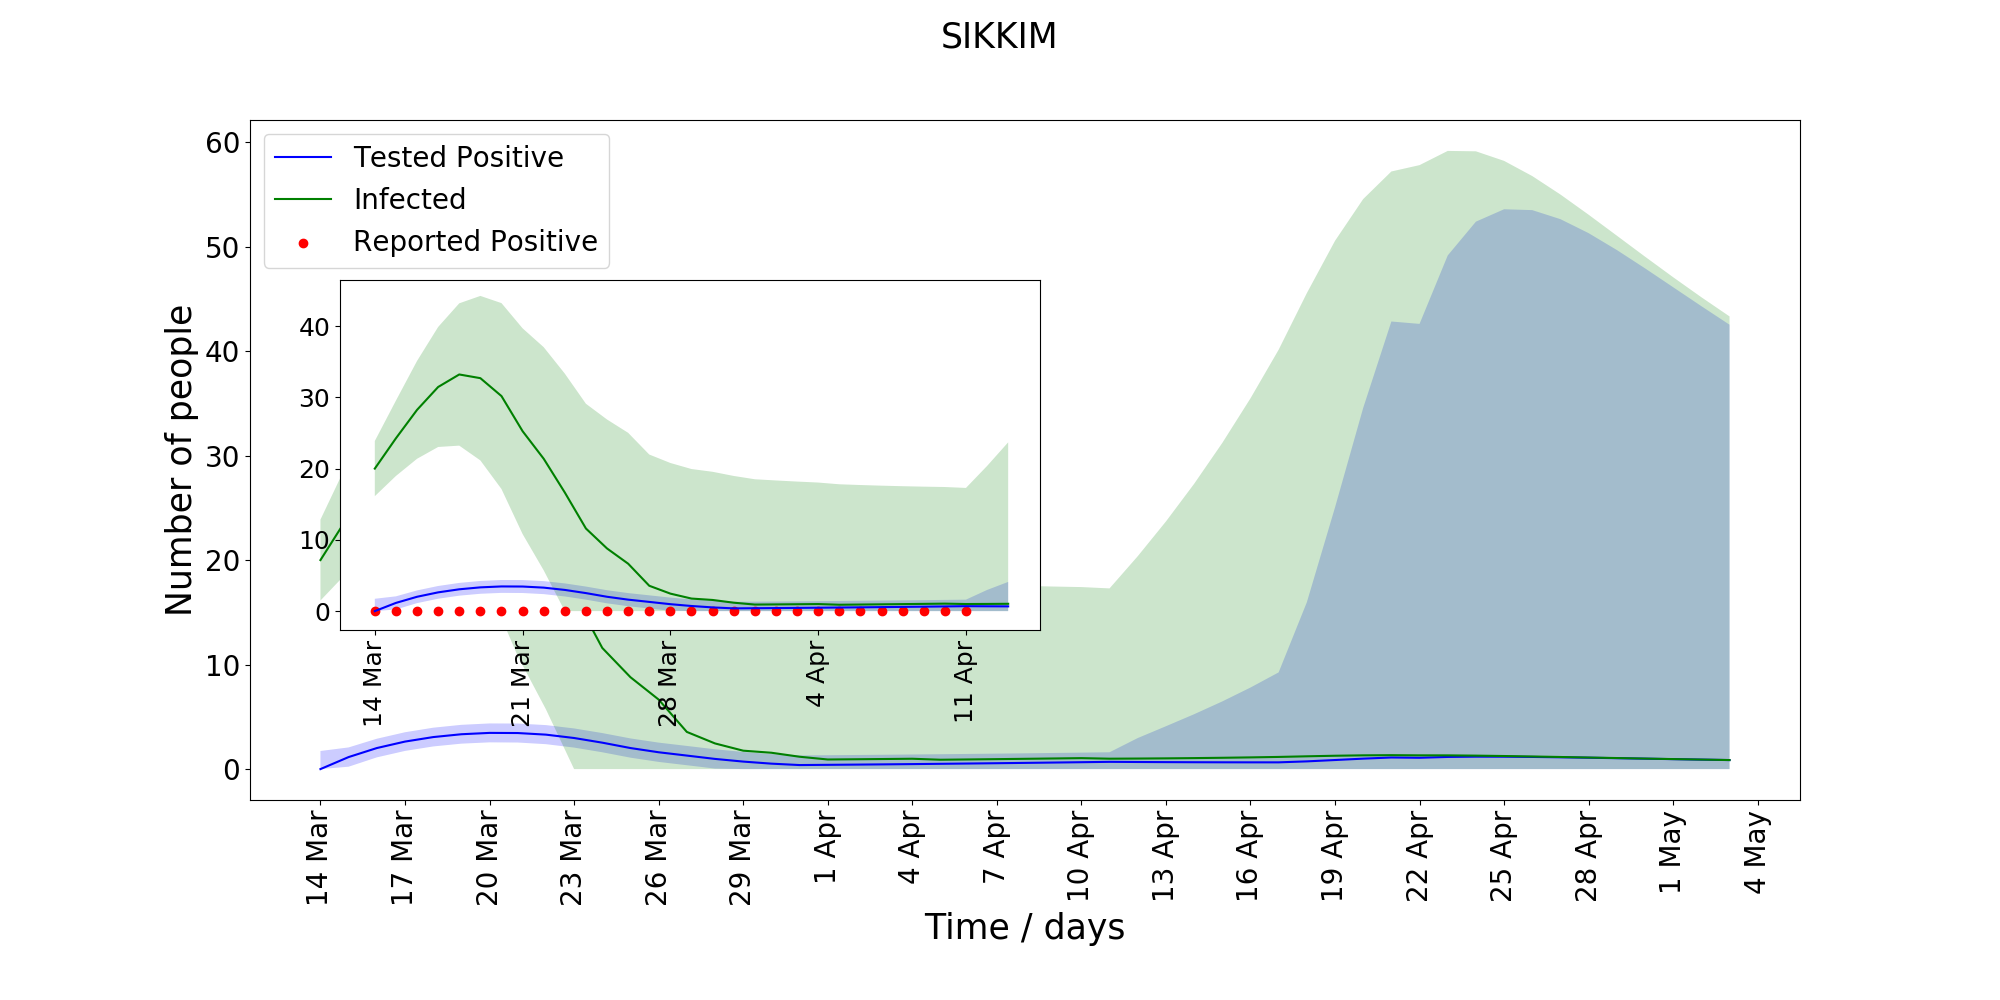 SIKKIM
Number of people
60
50
40
30
20
10
0
Tested Positive
Infected
Reported Positive
40
30
20
10
0
14 Mar
21 Mar
28 Mar
4 Apr
11 Apr
14 Mar
17 Mar
20 Mar
23 Mar
26 Mar
29 Mar
1 Apr
4 Apr
7 Apr
10 Apr
13 Apr
16 Apr
19 Apr
22 Apr
25 Apr
28 Apr
1 May
4 May
Time / days